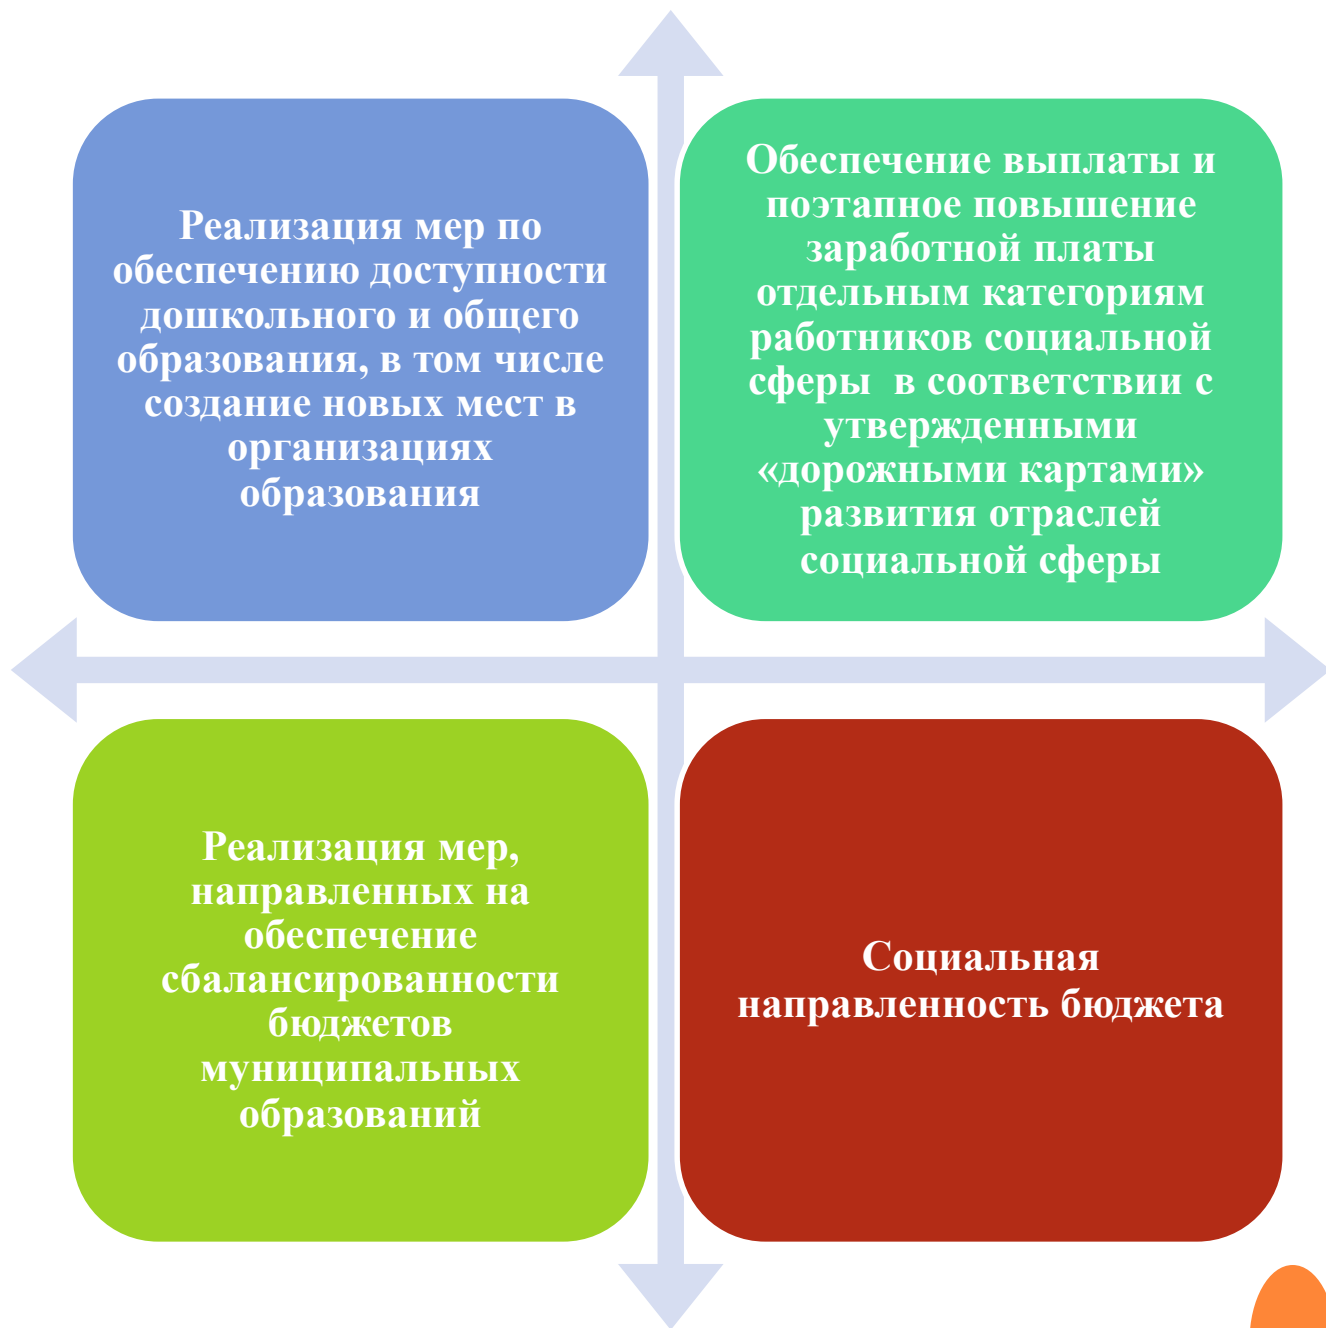 Реализация мер по
обеспечению доступности
дошкольного и общего
образования, в том числе
создание новых мест в
организациях
образования
Обеспечение выплаты и
поэтапное повышение
заработной платы
отдельным категориям
работников социальной
сферы  в соответствии с
утвержденными
«дорожными картами»
развития отраслей
социальной сферы
Реализация мер,
направленных на
обеспечение
сбалансированности
бюджетов
муниципальных
образований
Социальная
направленность бюджета